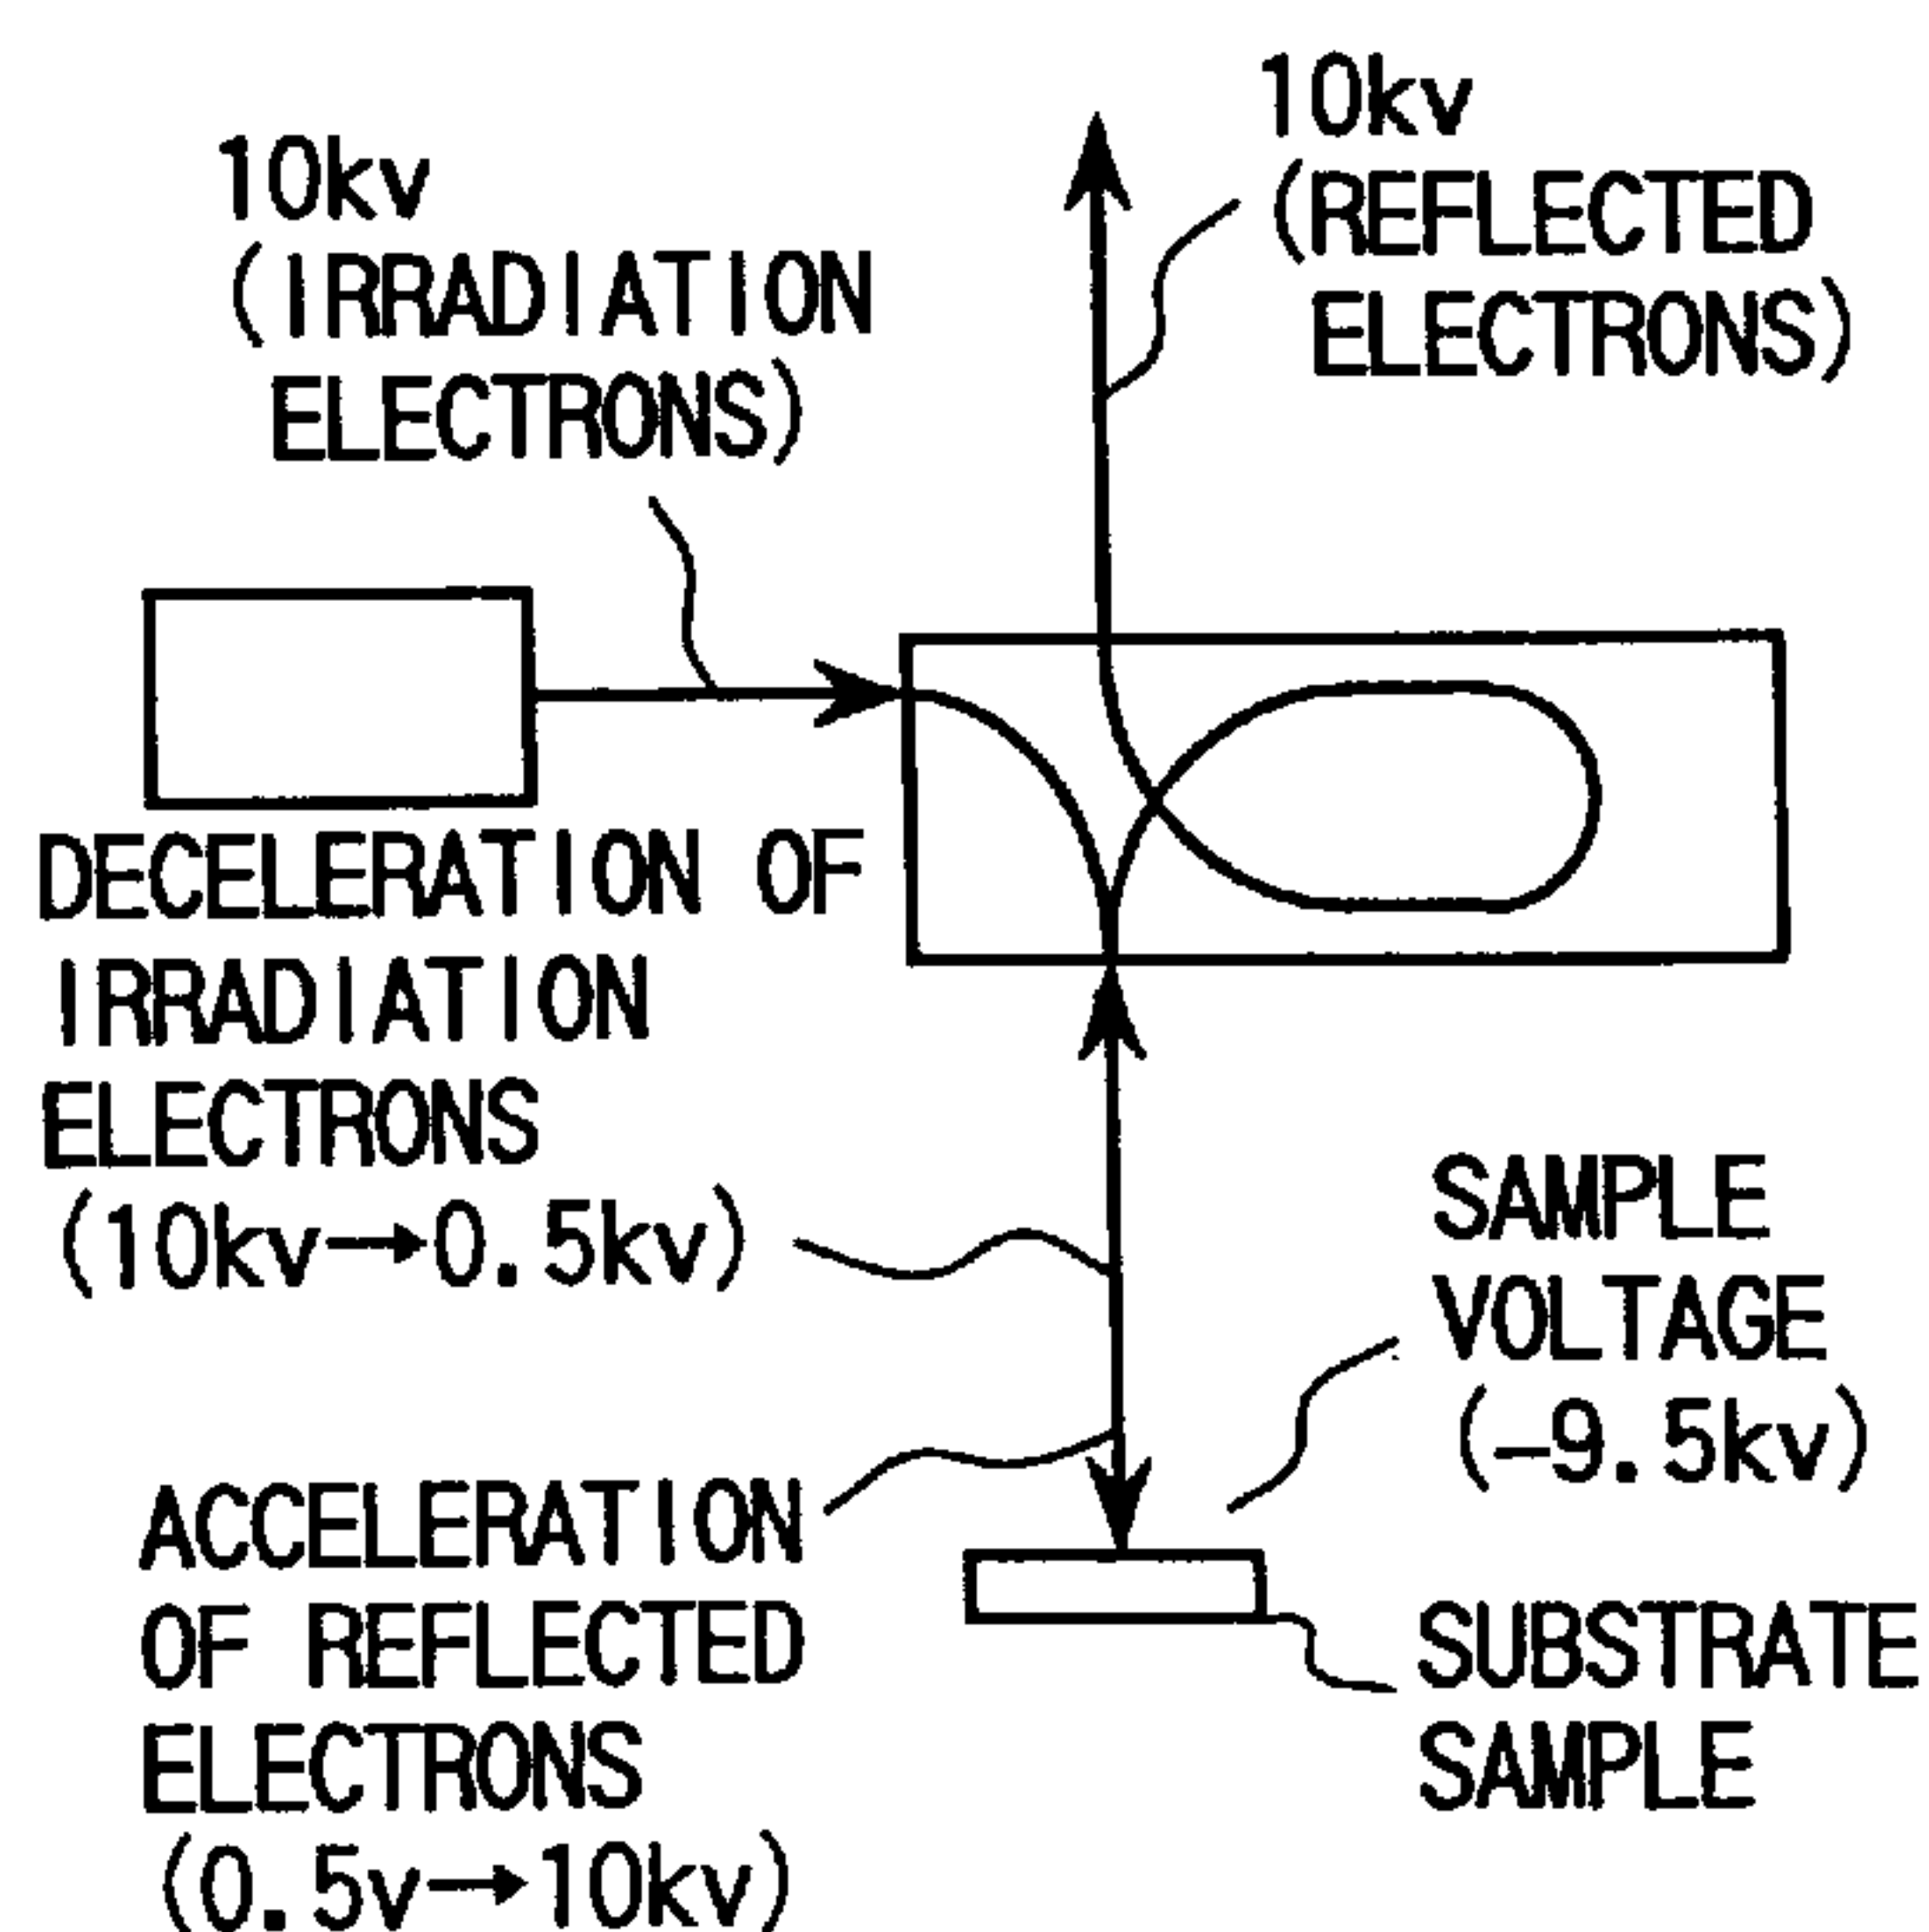 10kv
(IRRADIATION
ELECTRONS)
10kv
(REFLECTED
ELECTRONS)
DECELERATION OF
IRRADIATION
ELECTRONS
(10kv→0.5kv)
SAMPLE
VOLTAGE
(-9.5kv)
ACCELERATION
OF REFLECTED
ELECTRONS
(0.5v→10kv)
SUBSTRATE
SAMPLE